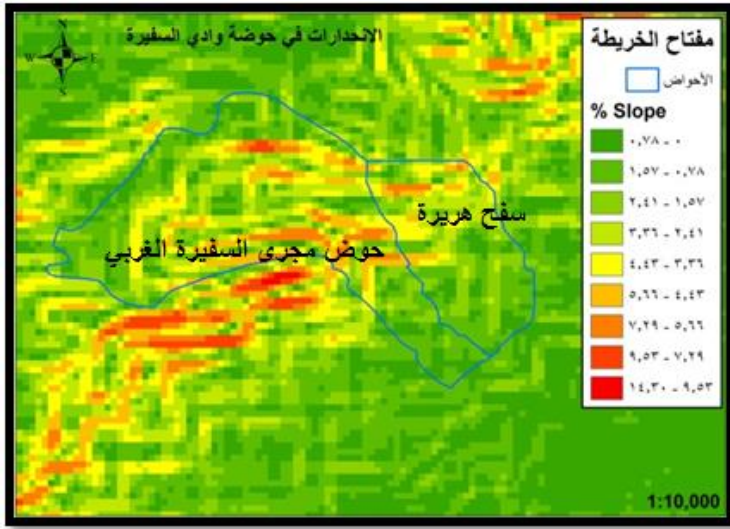 الانحدارات في حوضة وادي السفيرة
N
W E
S
مفتاح الخريطة
الأحواض
% Slope
٠,٧٨ - ٠
١,٥٧ - ٠,٧٨
٢,٤١ - ١,٥٧
٣,٣٦ - ٢,٤١
٤,٤٣ - ٣,٣٦
٥,٦٦ - ٤,٤٣
٧,٢٩ - ٥,٦٦
٩,٥٣ - ٧,٢٩
١٤,٣٠ - ٩,٥٣
سفح هريرة
حوض مجرى السفيرة الغربي
1:10,000